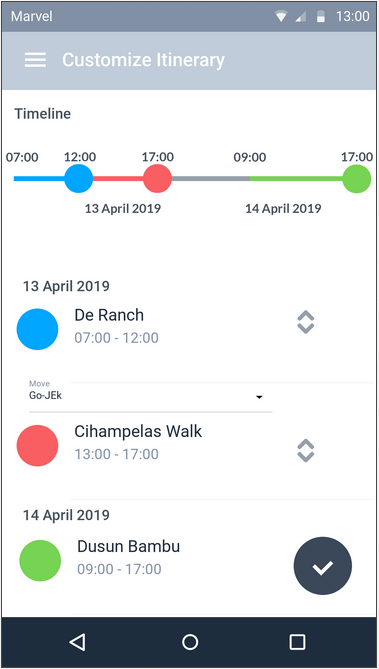 Marvel 13:00
Customize Itinerary
Timeline
07:00 12:00 17:00 09:00 17:00
13 April 2019 14 April 2019
13 April 2019
De Ranch
07:00 - 12:00
Move
Go-JEk
Cihampelas Walk
13:00 - 17:00
14 April 2019
Dusun Bambu
09:00 - 17:00